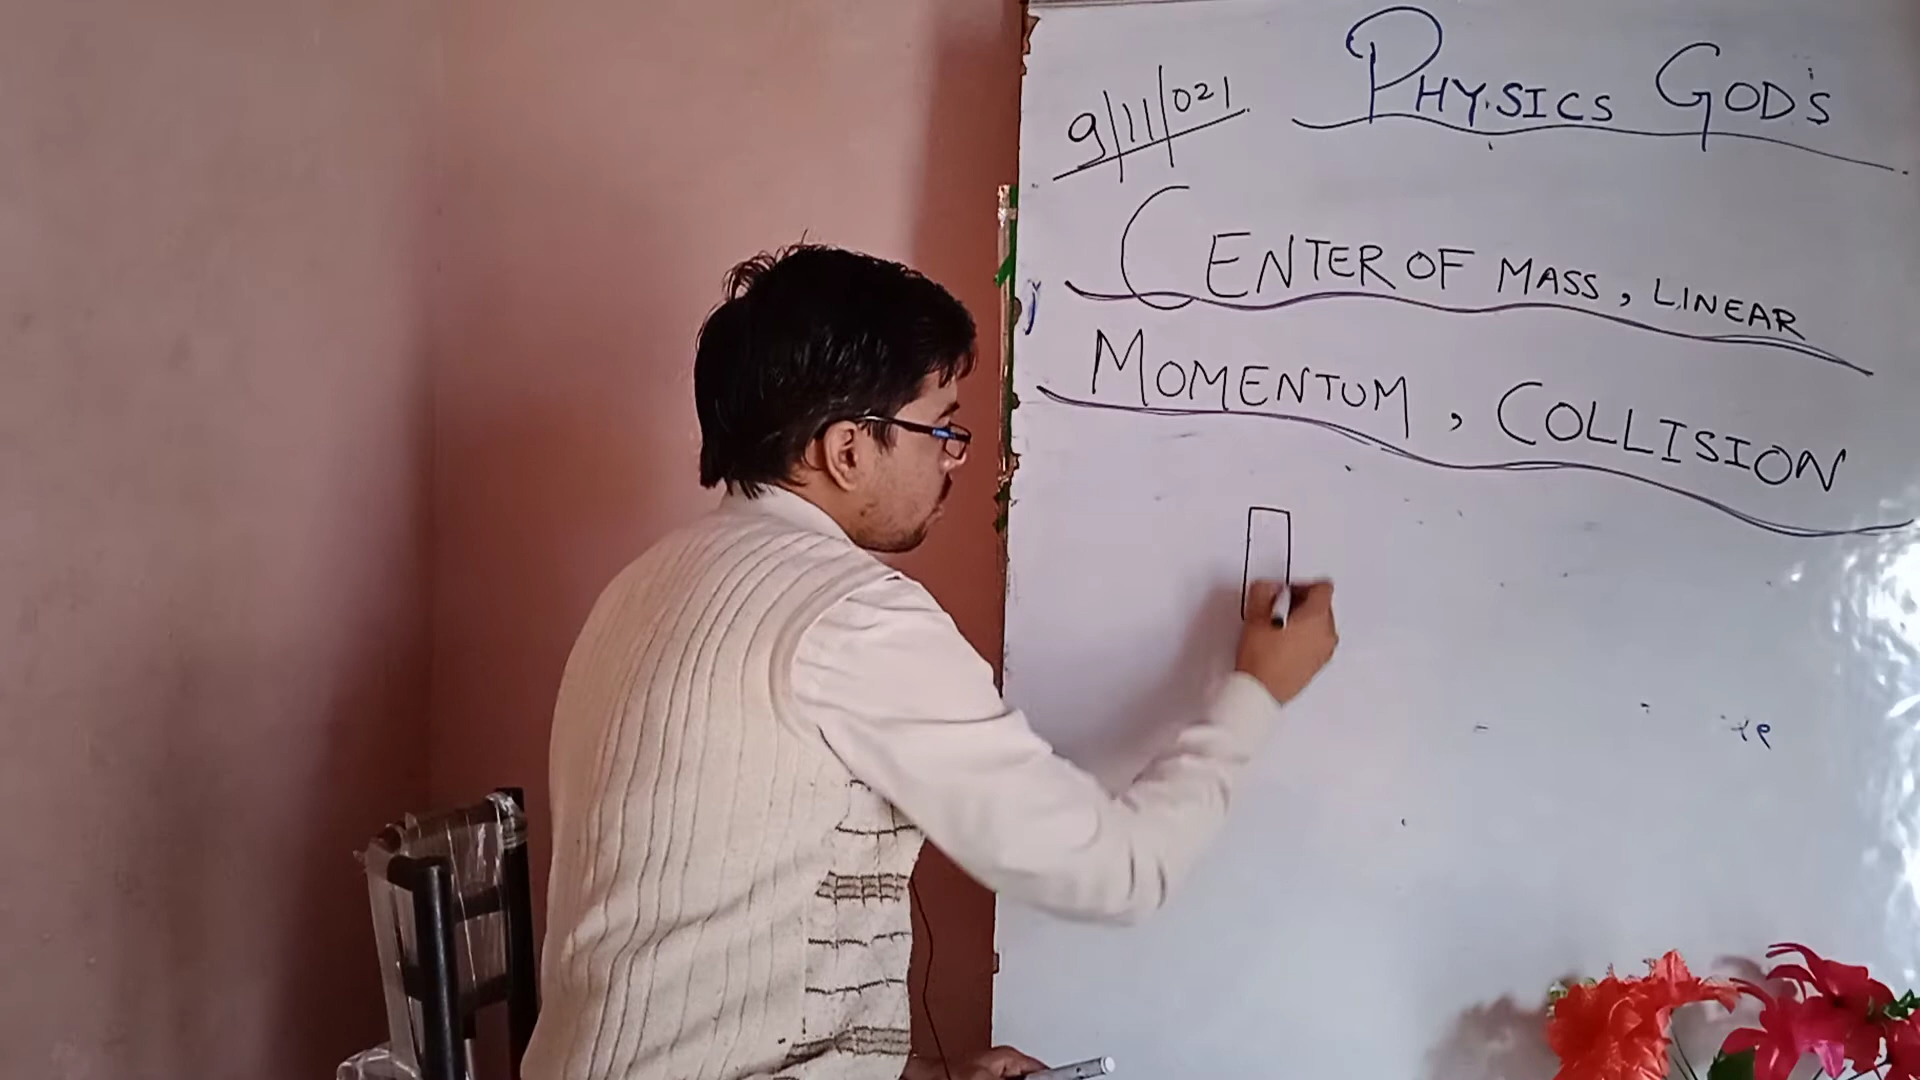 PHYSICS GOD'S
9/11/021
CENTER OF MASS, LINEAR
MOMENTUM, COLLISION